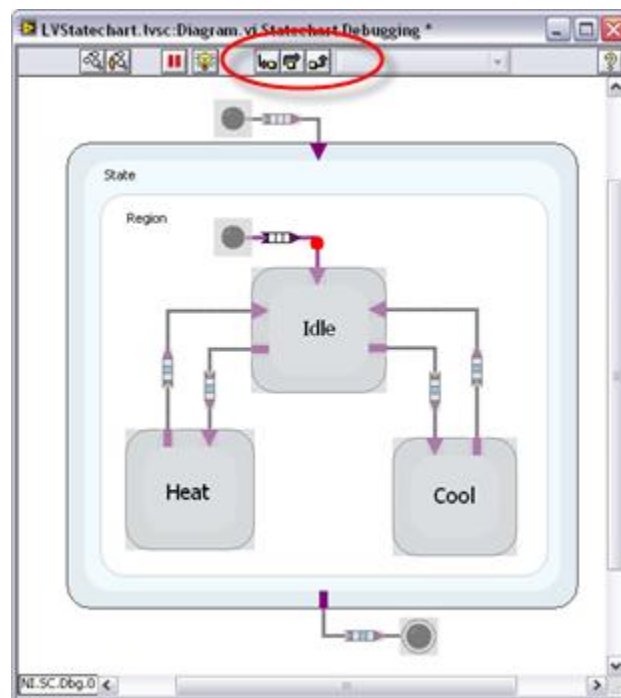 LVStatechart.lvsc:Diagram.vi Statechart Debugging *
State
Region
Idle
Heat
Cool
NI.SC.Dbg.0